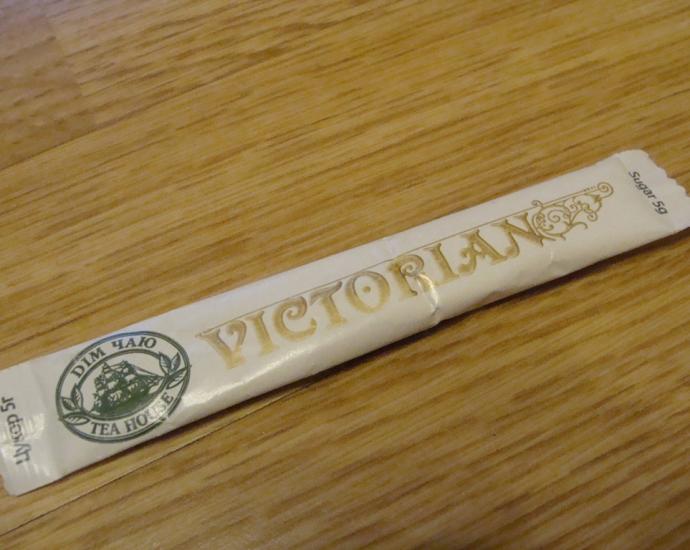 Цукор 5г
ДІМ ЧАЮ
TEA HOUSE
VICTORIAN
Sugar 5g